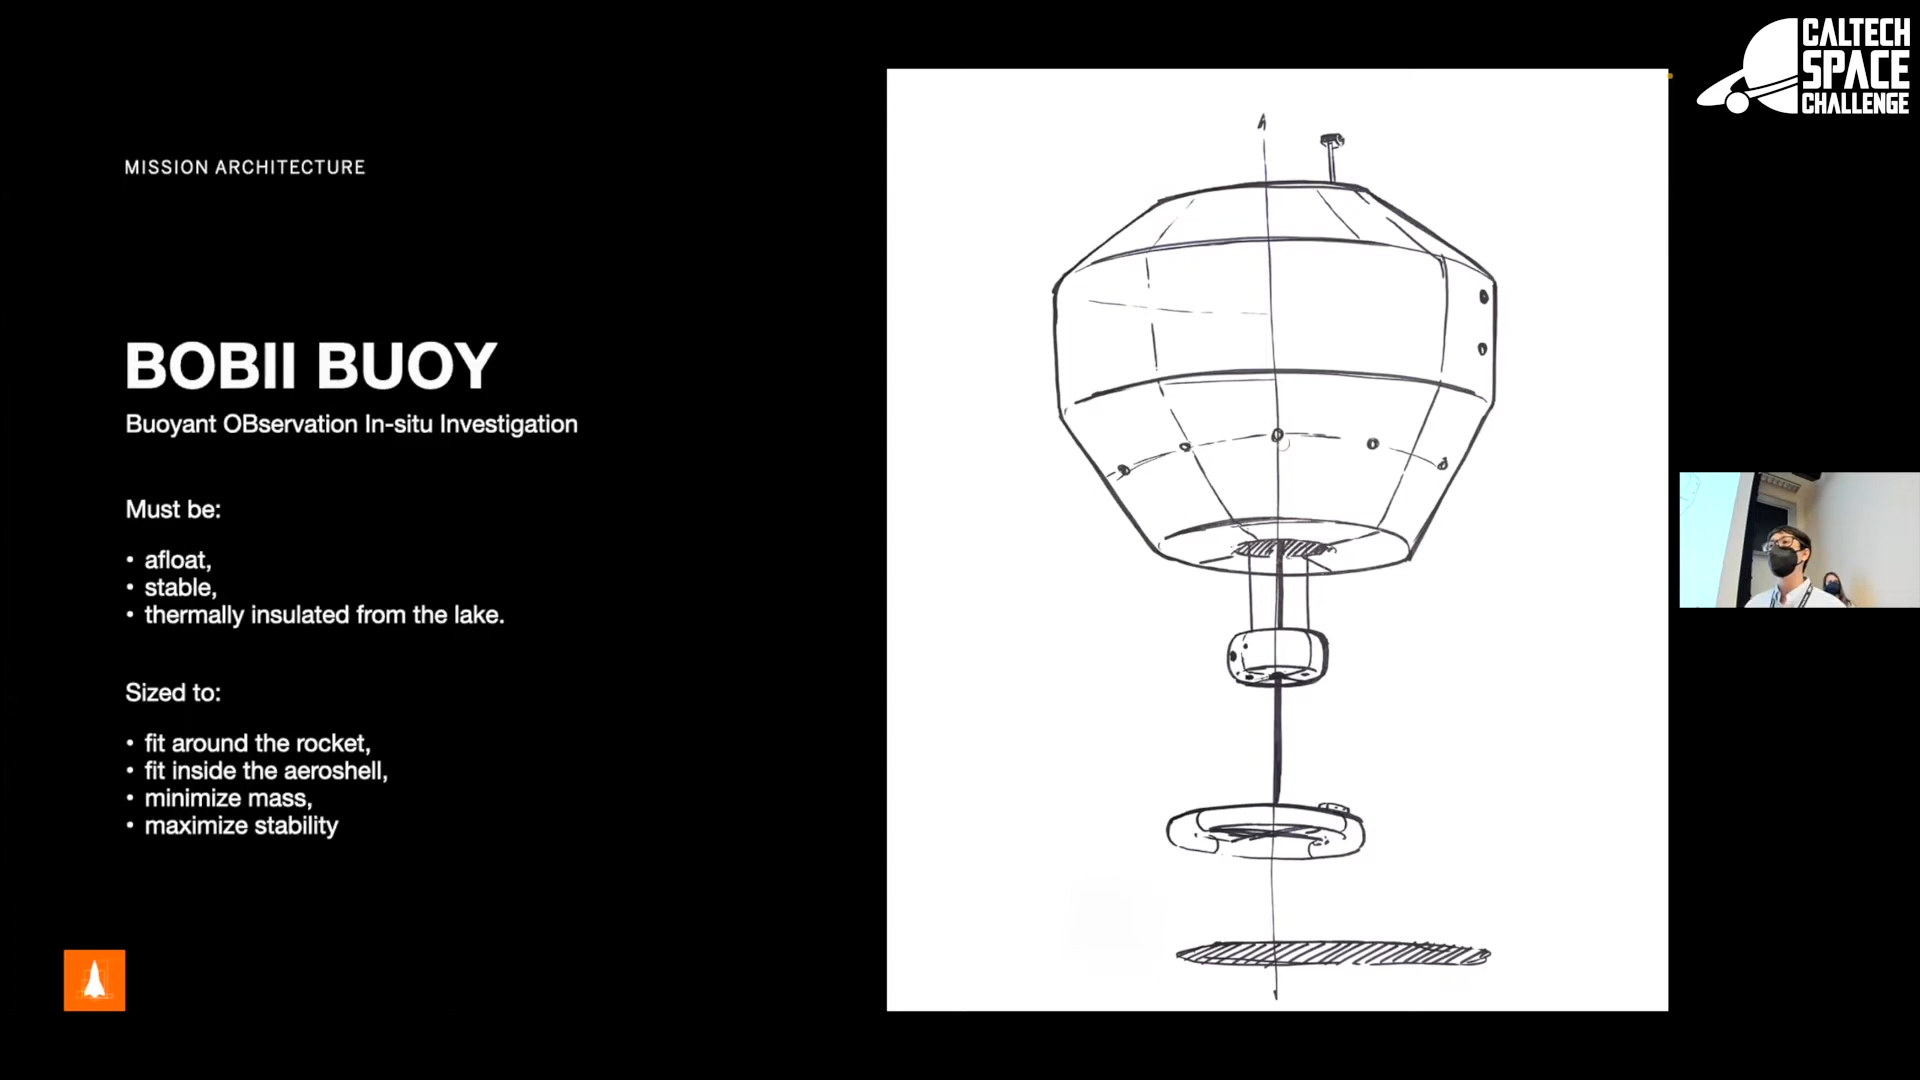 CALTECH
SPACE
CHALLENGE
MISSION ARCHITECTURE
BOBII BUOY
Buoyant OBservation In-situ Investigation
Must be:
• afloat,
• stable,
• thermally insulated from the lake.
Sized to:
• fit around the rocket,
• fit inside the aeroshell,
• minimize mass,
• maximize stability